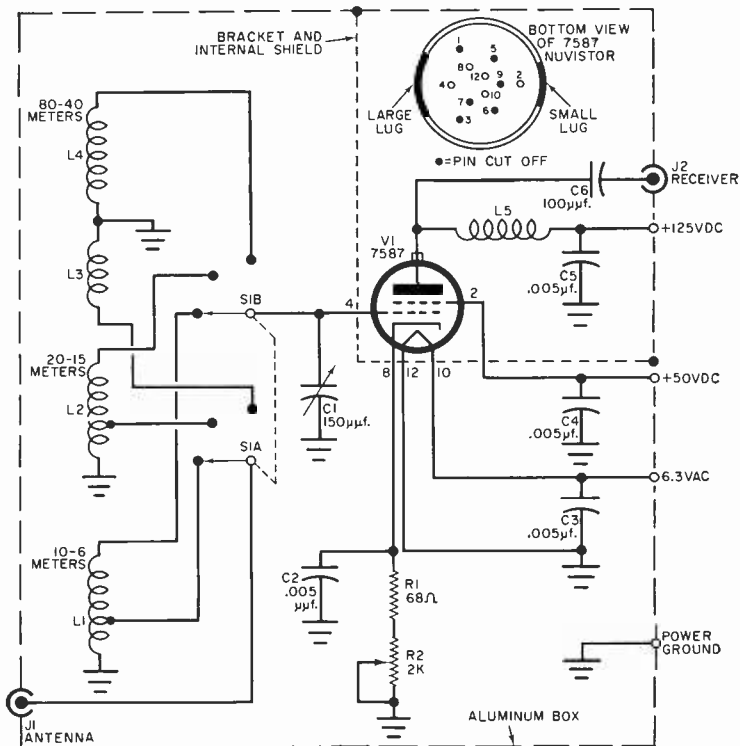 BRACKET AND
INTERNAL SHIELD
BOTTOM VIEW
OF 7587
NUVISTOR
1
5
8
12
9
4
2
10
7
6
3
LARGE
LUG
SMALL
LUG
●=PIN CUT OFF
80-40
METERS
L4
J2
RECEIVER
C6
100µµf.
L5
+125VDC
V1
7587
C5
.005µf.
L3
S1B
4
2
20-15
METERS
L2
8
12
10
C1
150µµf.
+50VDC
C4
.005µf.
S1A
6.3VAC
C3
.005µf.
10-6
METERS
L1
C2
.005
µµf.
R1
68Ω
R2
2K
POWER
GROUND
J1
ANTENNA
ALUMINUM BOX